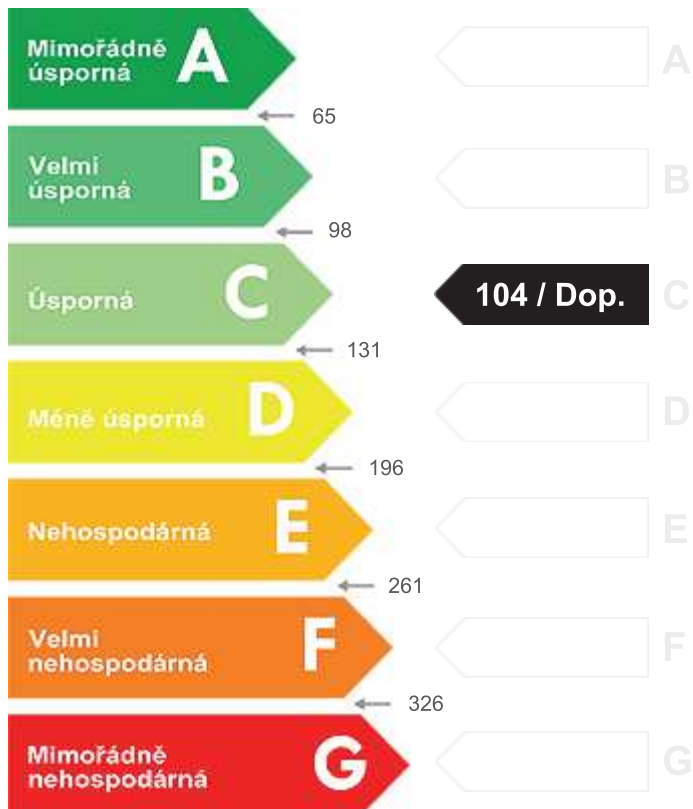 Mimořádně
úsporná
A
A
65
Velmi
úsporná
B
B
98
Úsporná
C
104 / Dop.
C
131
Méně úsporná
D
D
196
Nehospodárná
E
E
261
Velmi
nehospodárná
F
F
326
Mimořádně
nehospodárná
G
G